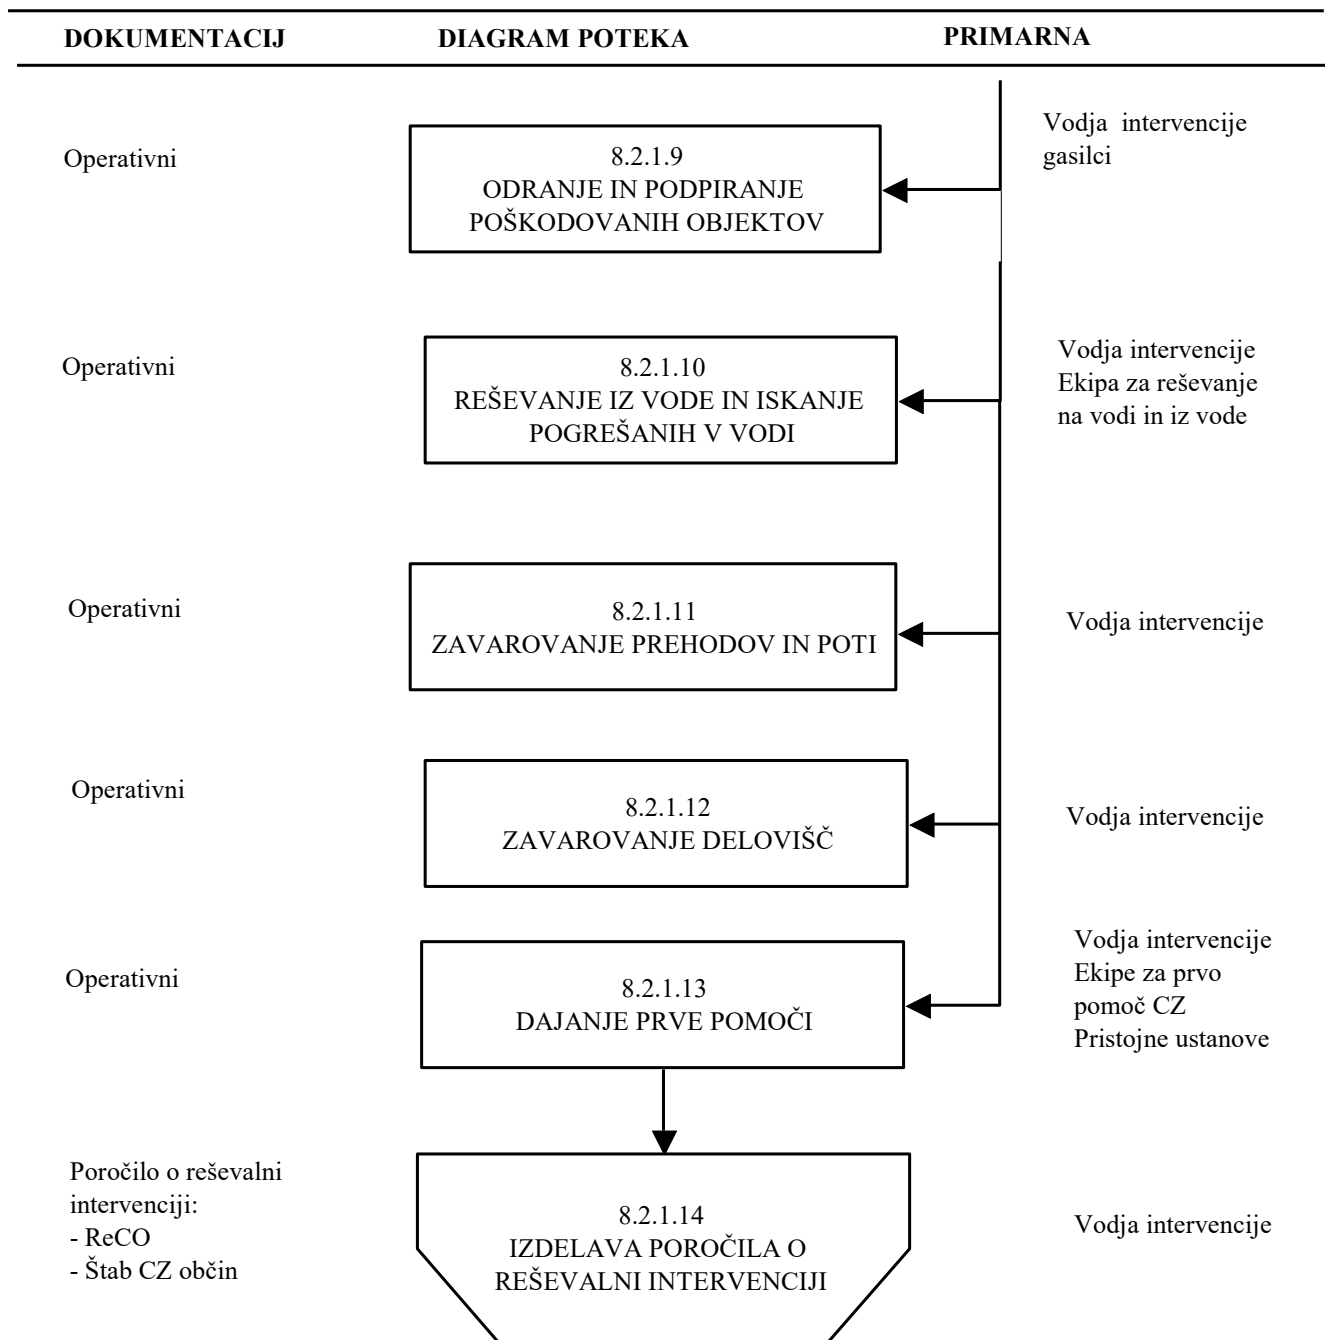 DOKUMENTACIJ
DIAGRAM POTEKA
PRIMARNA
Operativni
8.2.1.9
ODRANJE IN PODPIRANJE
POŠKODOVANIH OBJEKTOV
Vodja intervencije
gasilci
Operativni
8.2.1.10
REŠEVANJE IZ VODE IN ISKANJE
POGREŠANIH V VODI
Vodja intervencije
Ekipa za reševanje
na vodi in iz vode
Operativni
8.2.1.11
ZAVAROVANJE PREHODOV IN POTI
Vodja intervencije
Operativni
8.2.1.12
ZAVAROVANJE DELOVIŠČ
Vodja intervencije
Operativni
8.2.1.13
DAJANJE PRVE POMOČI
Vodja intervencije
Ekipe za prvo
pomoč CZ
Pristojne ustanove
Poročilo o reševalni
intervenciji:
- ReCO
- Štab CZ občin
8.2.1.14
IZDELAVA POROČILA O
REŠEVALNI INTERVENCIJI
Vodja intervencije